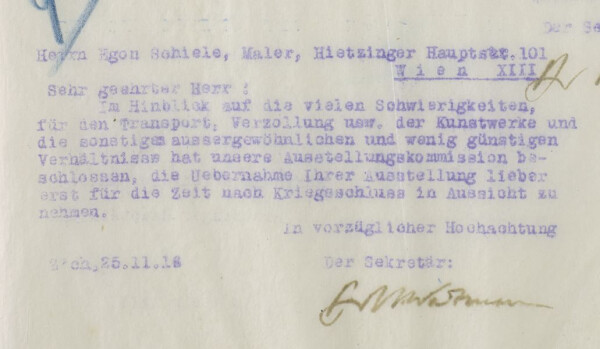 Der Se
Herrn Egon Schiele, Maler, Hietzinger Hauptstr.101
Wien XIII
Sehr geehrter Herr !
Im Hinblick auf die vielen Schwierigkeiten,
für den Transport, Verzollung usw. der Kunstwerke und
die sonstigen aussergewöhnlichen und wenig günstigen
Verhältnisse hat unsere Ausstellungskommission be-
schlossen, die Uebernahme Ihrer Ausstellung lieber
erst für die Zeit nach Kriegsschluss in Aussicht zu
nehmen.
In vorzüglicher Hochachtung
Zch,25.11.18 Der Sekretär: